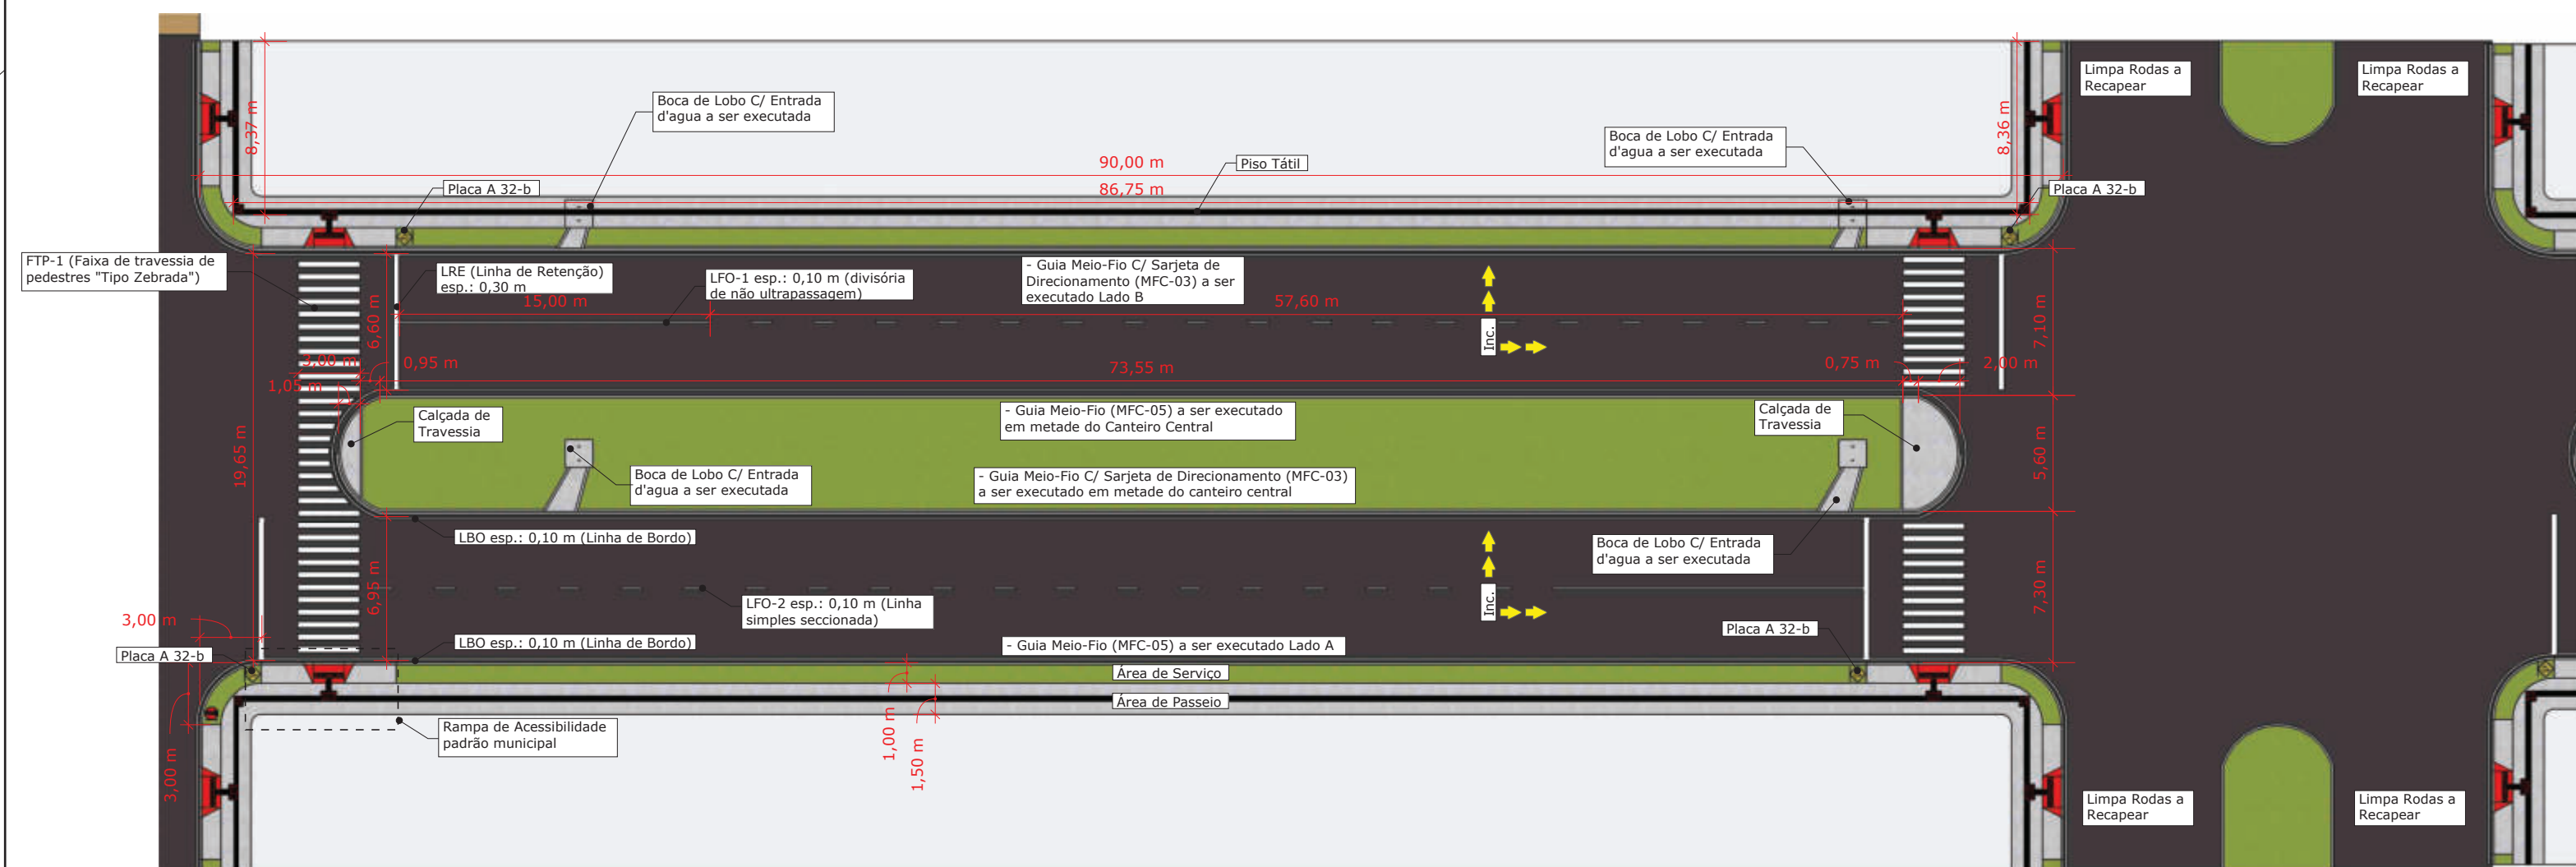 Limpa Rodas a
Recapear
Limpa Rodas a
Recapear
Boca de Lobo C/ Entrada
d'agua a ser executada
8,37 m
8,36 m
Boca de Lobo C/ Entrada
d'agua a ser executada
90,00 m
Piso Tátil
86,75 m
Placa A 32-b
Placa A 32-b
FTP-1 (Faixa de travessia de
pedestres "Tipo Zebrada")
LRE (Linha de Retenção)
esp.: 0,30 m
LFO-1 esp.: 0,10 m (divisória
de não ultrapassagem)
- Guia Meio-Fio C/ Sarjeta de
Direcionamento (MFC-03) a ser
executado Lado B
15,00 m
57,60 m
6,60 m
7,10 m
Inc.
3,00 m
0,95 m
73,55 m
0,75 m
2,00 m
1,05 m
Calçada de
Travessia
- Guia Meio-Fio (MFC-05) a ser executado
em metade do Canteiro Central
Calçada de
Travessia
19,65 m
5,60 m
Boca de Lobo C/ Entrada
d'agua a ser executada
- Guia Meio-Fio C/ Sarjeta de Direcionamento (MFC-03)
a ser executado em metade do canteiro central
LBO esp.: 0,10 m (Linha de Bordo)
Boca de Lobo C/ Entrada
d'agua a ser executada
6,95 m
7,30 m
Inc.
LFO-2 esp.: 0,10 m (Linha
simples seccionada)
3,00 m
Placa A 32-b
LBO esp.: 0,10 m (Linha de Bordo)
- Guia Meio-Fio (MFC-05) a ser executado Lado A
Placa A 32-b
Área de Serviço
Área de Passeio
Rampa de Acessibilidade
padrão municipal
1,00 m
1,50 m
3,00 m
Limpa Rodas a
Recapear
Limpa Rodas a
Recapear